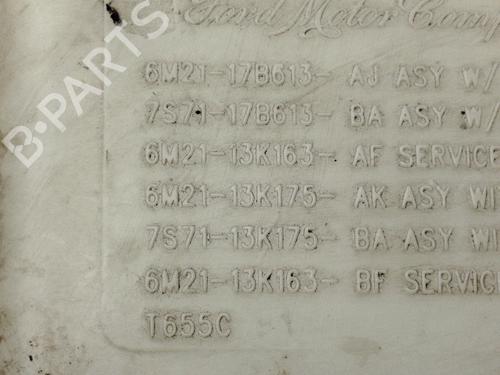 Ford Motor Comp
6M21-17B613- AJ ASY W/
7S71-17B613- BA ASY W/
6M21-13K163- AF SERVICE
6M21-13K175- AK ASY WI
7S71-13K175- BA ASY WI
6M21-13K163- BF SERVIC
T655C
B-PARTS